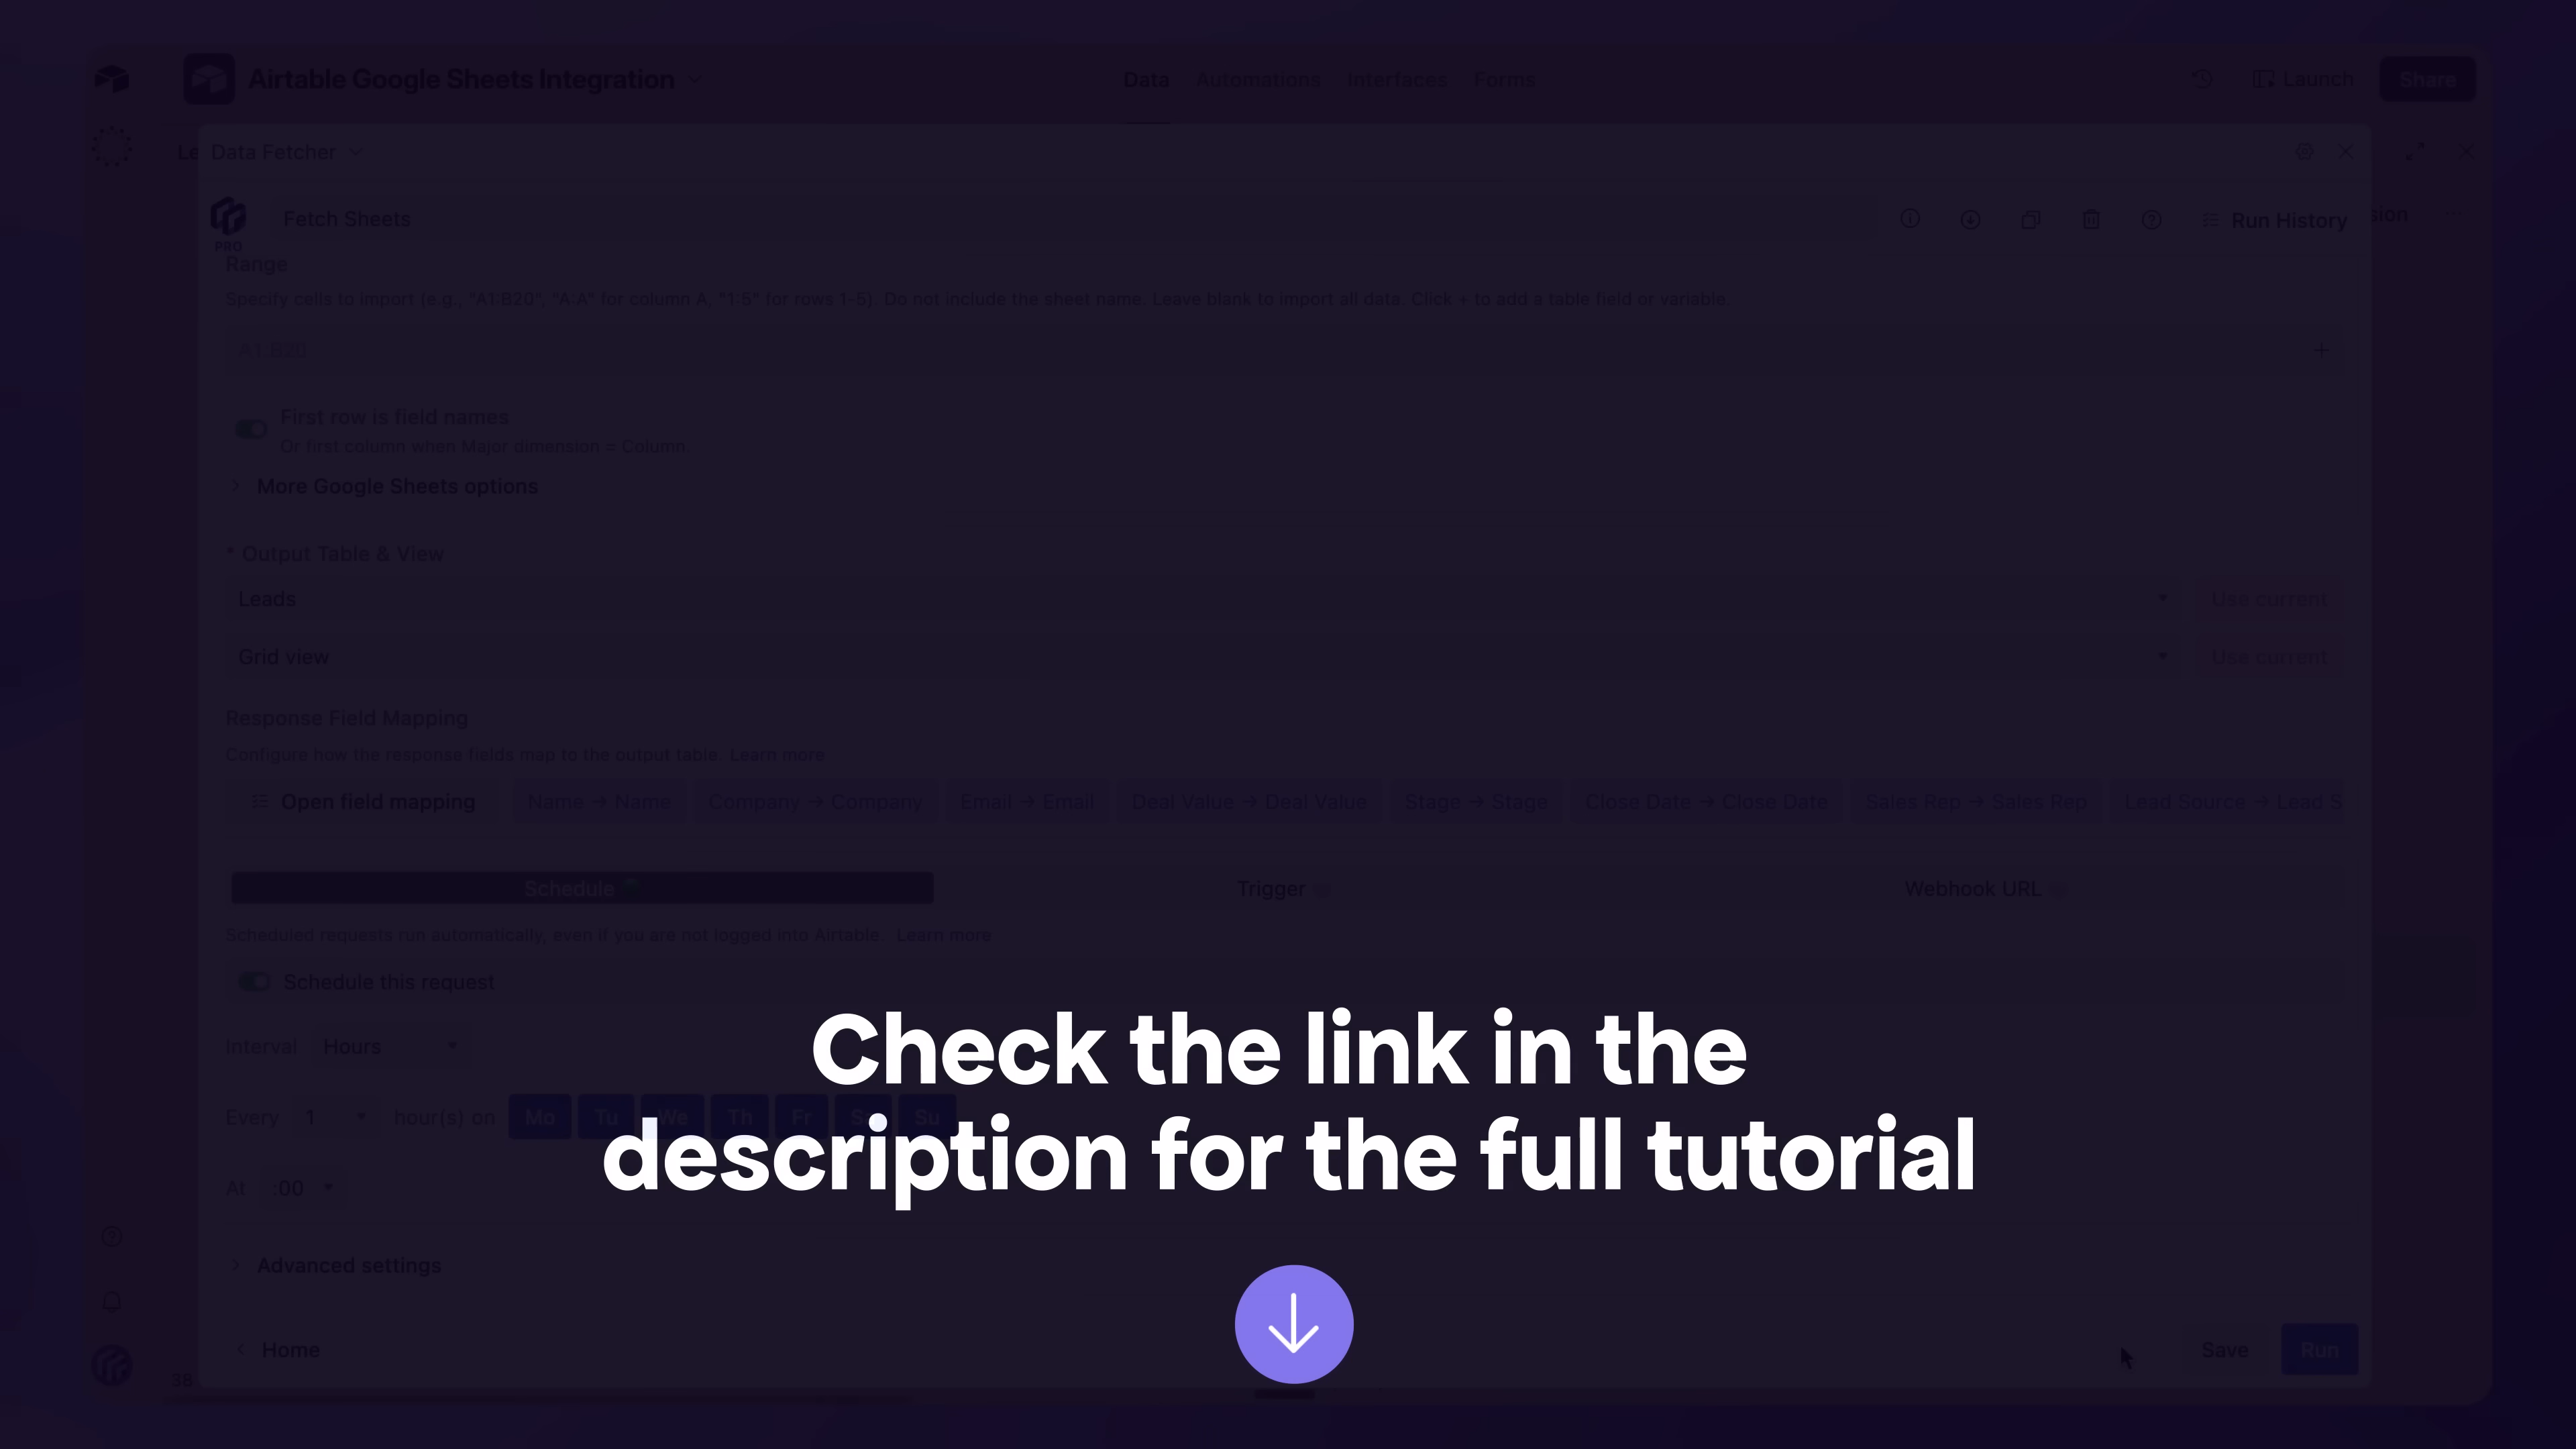 Airtable Google Sheets Integration
Data Automations Interfaces Forms
Launch Share
Le
Data Fetcher
PRO
Fetch Sheets
Run History
sion
Range
Specify cells to import (e.g., "A1:B20", "A:A" for column A, "1:5" for rows 1-5). Do not include the sheet name. Leave blank to import all data. Click + to add a table field or variable.
A1:B20
First row is field names
Or first column when Major dimension = Column.
More Google Sheets options
* Output Table & View
Leads
Use current
Grid view
Use current
Response Field Mapping
Configure how the response fields map to the output table. Learn more
Open field mapping Name → Name Company → Company Email → Email Deal Value → Deal Value Stage → Stage Close Date → Close Date Sales Rep → Sales Rep Lead Source → Lead S
Schedule Trigger Webhook URL
Scheduled requests run automatically, even if you are not logged into Airtable. Learn more
Schedule this request
Interval Hours
Every 1 hour(s) on Mo Tu We Th Fr Sa Su
At :00
Check the link in the
description for the full tutorial
Advanced settings
Home
Save Run
38